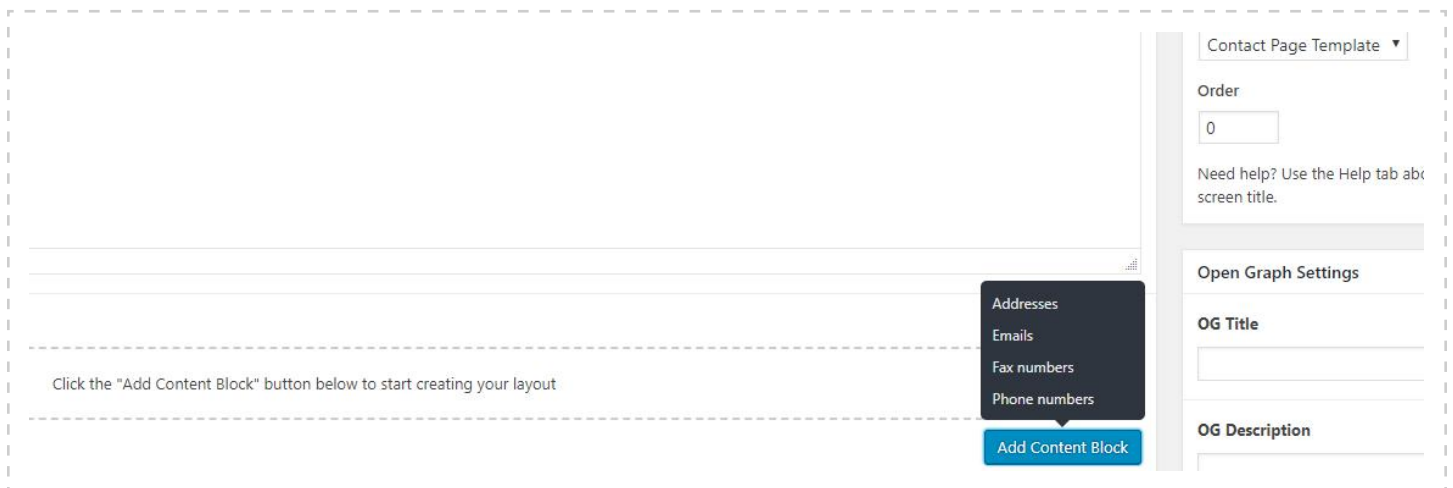 Contact Page Template
Order
0
Need help? Use the Help tab
screen title.
Open Graph Settings
OG Title
Addresses
Emails
Fax numbers
Phone numbers
Click the "Add Content Block" button below to start creating your layout
Add Content Block
OG Description